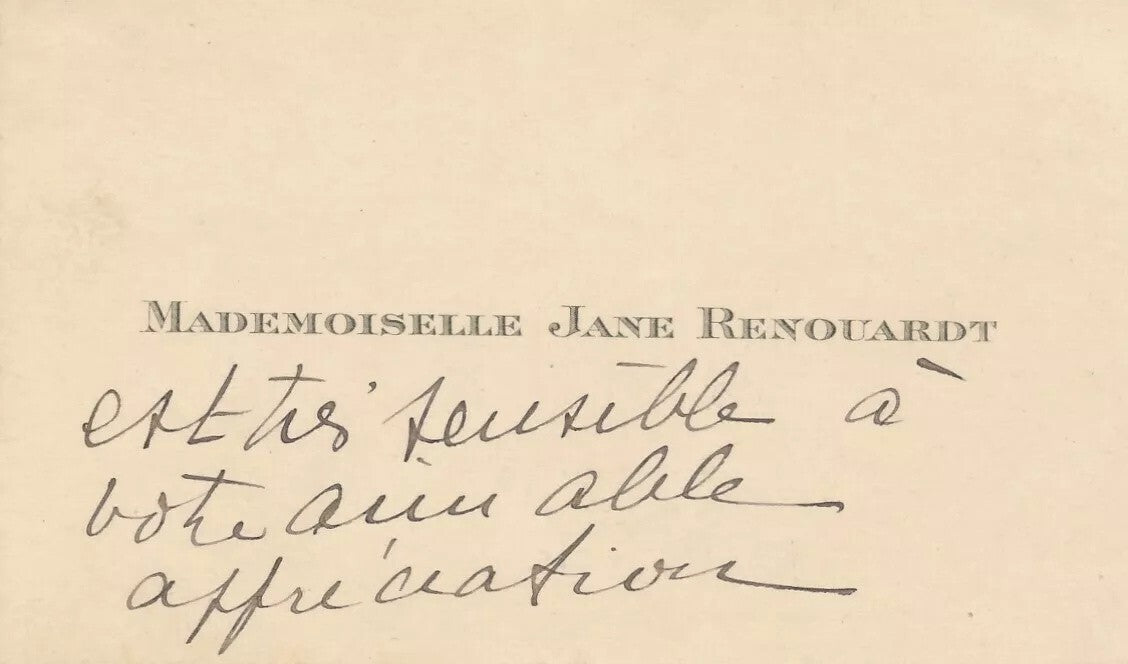 MADEMOISELLE JANE RENOUARDT
est très sensible à
votre aimable
appréciation